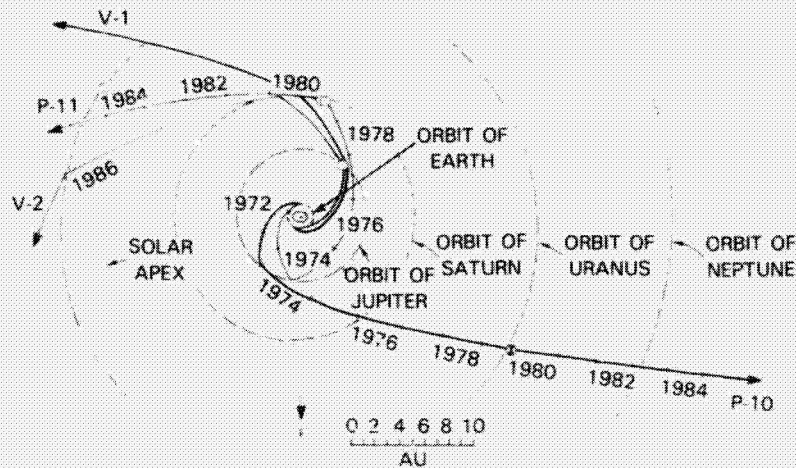 V-1
1982
1980
P-11
1984
1978
ORBIT OF
EARTH
1986
V-2
1972
1976
SOLAR
APEX
1974
ORBIT OF
JUPITER
ORBIT OF
SATURN
ORBIT OF
URANUS
ORBIT OF
NEPTUNE
1974
1976
1978
1980
1982
1984
P-10
0 2 4 6 8 10
AU